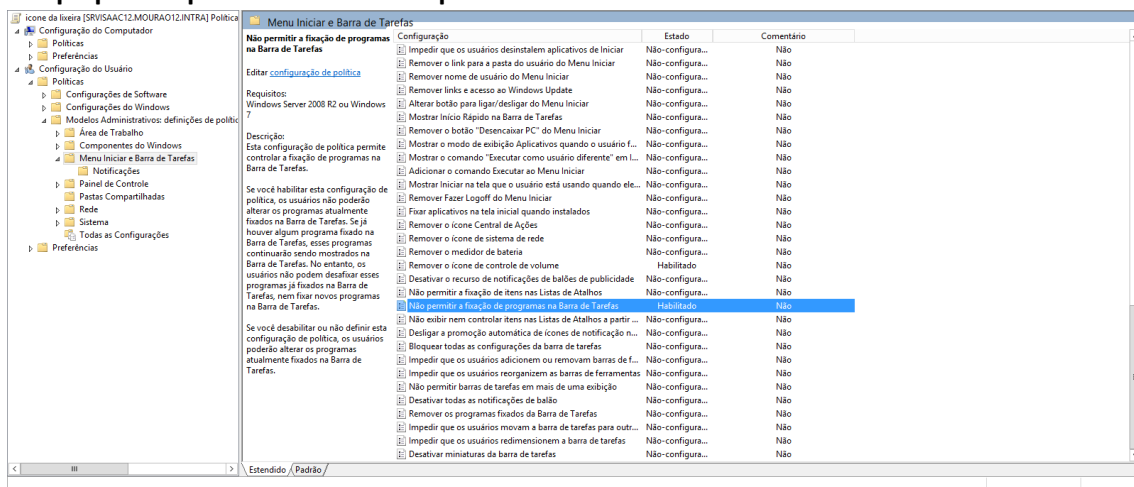 icone da lixeira [SRVISAAC12.MOURAO12.INTRA] Política
Configuração do Computador
Políticas
Preferências
Configuração do Usuário
Políticas
Configurações de Software
Configurações do Windows
Modelos Administrativos: definições de polític
Área de Trabalho
Componentes do Windows
Menu Iniciar e Barra de Tarefas
Notificações
Painel de Controle
Pastas Compartilhadas
Rede
Sistema
Todas as Configurações
Preferências
Menu Iniciar e Barra de Tarefas
Não permitir a fixação de programas
na Barra de Tarefas
Editar configuração de política
Requisitos:
Windows Server 2008 R2 ou Windows
7
Descrição:
Esta configuração de política permite
controlar a fixação de programas na
Barra de Tarefas.
Se você habilitar esta configuração de
política, os usuários não poderão
alterar os programas atualmente
fixados na Barra de Tarefas. Se já
houver algum programa fixado na
Barra de Tarefas, esses programas
continuarão sendo mostrados na
Barra de Tarefas. No entanto, os
usuários não podem desafixar esses
programas já fixados na Barra de
Tarefas, nem fixar novos programas
na Barra de Tarefas.
Se você desabilitar ou não definir esta
configuração de política, os usuários
poderão alterar os programas
atualmente fixados na Barra de
Tarefas.
Configuração Estado Comentário
Impedir que os usuários desinstalem aplicativos de Iniciar Não-configura... Não
Remover o link para a pasta do usuário do Menu Iniciar Não-configura... Não
Remover nome de usuário do Menu Iniciar Não-configura... Não
Remover links e acesso ao Windows Update Não-configura... Não
Alterar botão para ligar/desligar do Menu Iniciar Não-configura... Não
Mostrar Início Rápido na Barra de Tarefas Não-configura... Não
Remover o botão "Desencaixar PC" do Menu Iniciar Não-configura... Não
Mostrar o modo de exibição Aplicativos quando o usuário f... Não-configura... Não
Mostrar o comando "Executar como usuário diferente" em I... Não-configura... Não
Adicionar o comando Executar ao Menu Iniciar Não-configura... Não
Mostrar Iniciar na tela que o usuário está usando quando ele... Não-configura... Não
Remover Fazer Logoff do Menu Iniciar Não-configura... Não
Fixar aplicativos na tela inicial quando instalados Não-configura... Não
Remover o ícone Central de Ações Não-configura... Não
Remover o ícone de sistema de rede Não-configura... Não
Remover o medidor de bateria Não-configura... Não
Remover o ícone de controle de volume Habilitado Não
Desativar o recurso de notificações de balões de publicidade Não-configura... Não
Não permitir a fixação de itens nas Listas de Atalhos Não-configura... Não
Não permitir a fixação de programas na Barra de Tarefas Habilitado Não
Não exibir nem controlar itens nas Listas de Atalhos a partir ... Não-configura... Não
Desligar a promoção automática de ícones de notificação n... Não-configura... Não
Bloquear todas as configurações da barra de tarefas Não-configura... Não
Impedir que os usuários adicionem ou removam barras de f... Não-configura... Não
Impedir que os usuários reorganizem as barras de ferramentas Não-configura... Não
Não permitir barras de tarefas em mais de uma exibição Não-configura... Não
Desativar todas as notificações de balão Não-configura... Não
Remover os programas fixados da Barra de Tarefas Não-configura... Não
Impedir que os usuários movam a barra de tarefas para outr... Não-configura... Não
Impedir que os usuários redimensionem a barra de tarefas Não-configura... Não
Desativar miniaturas da barra de tarefas Não-configura... Não
Estendido Padrão